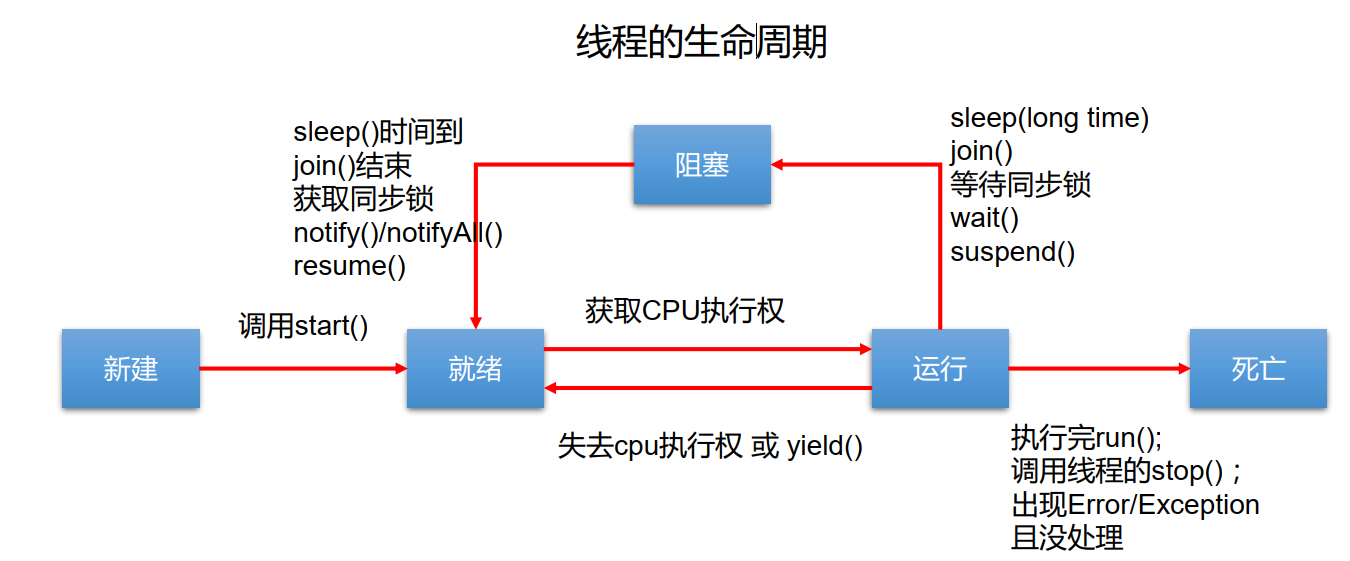 线程的生命周期
sleep()时间到
join()结束
获取同步锁
notify()/notifyAll()
resume()
阻塞
sleep(long time)
join()
等待同步锁
wait()
suspend()
调用start()
获取CPU执行权
新建
就绪
运行
死亡
失去cpu执行权 或 yield()
执行完run();
调用线程的stop() ;
出现Error/Exception
且没处理